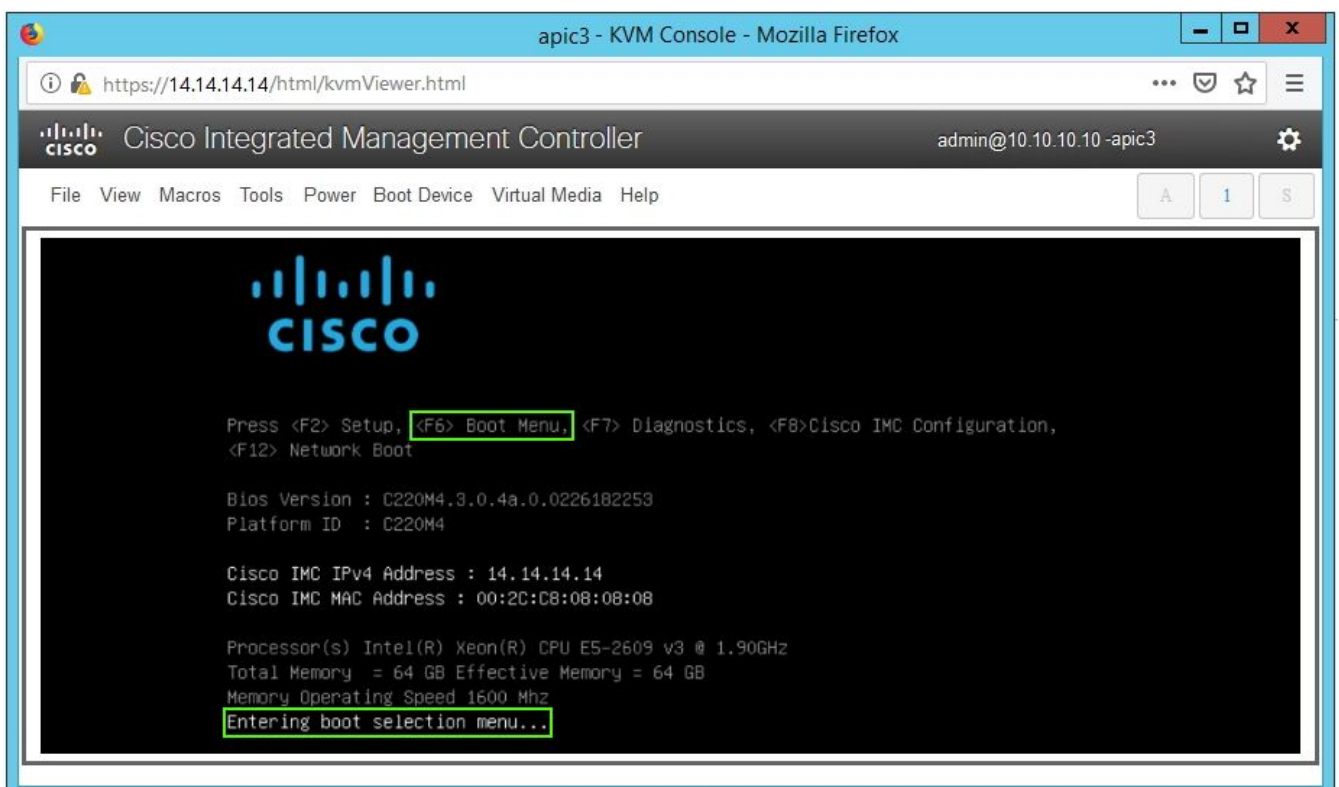 apic3 - KVM Console - Mozilla Firefox
https://14.14.14.14/html/kvmViewer.html
cisco Cisco Integrated Management Controller admin@10.10.10.10 -apic3
File View Macros Tools Power Boot Device Virtual Media Help A 1 S
CISCO
Press <F2> Setup, <F6> Boot Menu, <F7> Diagnostics, <F8>Cisco IMC Configuration,
<F12> Network Boot
Bios Version : C220M4.3.0.4a.0.0226182253
Platform ID : C220M4
Cisco IMC IPv4 Address : 14.14.14.14
Cisco IMC MAC Address : 00:2C:C8:08:08:08
Processor(s) Intel(R) Xeon(R) CPU E5-2609 v3 @ 1.90GHz
Total Memory = 64 GB Effective Memory = 64 GB
Memory Operating Speed 1600 Mhz
Entering boot selection menu...